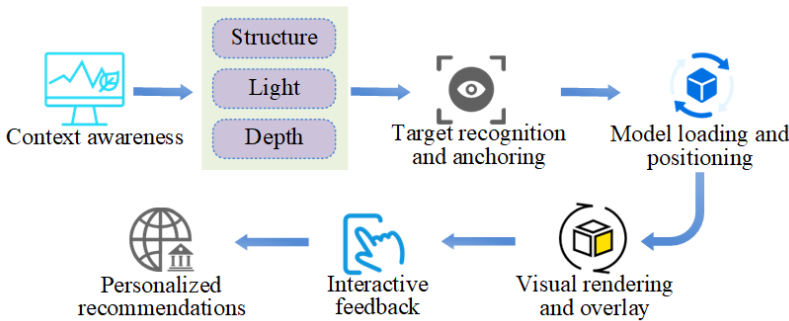 Structure
Light
Depth
Context awareness
Target recognition
and anchoring
Model loading and
positioning
Visual rendering
and overlay
Interactive
feedback
Personalized
recommendations